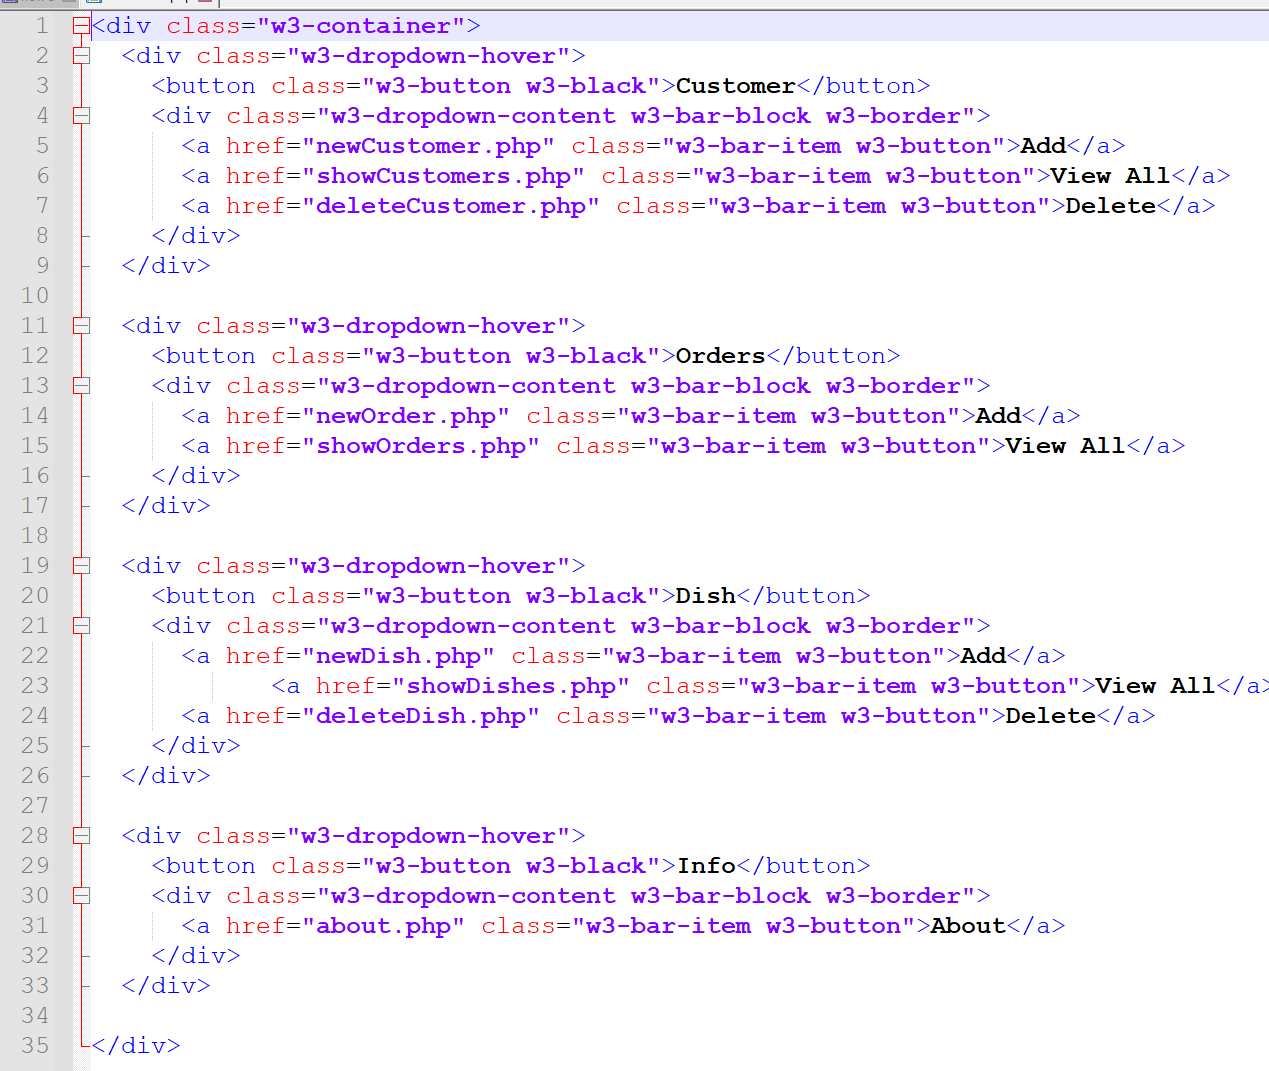 1 <div class="w3-container">
2   <div class="w3-dropdown-hover">
3     <button class="w3-button w3-black">Customer</button>
4     <div class="w3-dropdown-content w3-bar-block w3-border">
5       <a href="newCustomer.php" class="w3-bar-item w3-button">Add</a>
6       <a href="showCustomers.php" class="w3-bar-item w3-button">View All</a>
7       <a href="deleteCustomer.php" class="w3-bar-item w3-button">Delete</a>
8     </div>
9   </div>
10
11   <div class="w3-dropdown-hover">
12     <button class="w3-button w3-black">Orders</button>
13     <div class="w3-dropdown-content w3-bar-block w3-border">
14       <a href="newOrder.php" class="w3-bar-item w3-button">Add</a>
15       <a href="showOrders.php" class="w3-bar-item w3-button">View All</a>
16     </div>
17   </div>
18
19   <div class="w3-dropdown-hover">
20     <button class="w3-button w3-black">Dish</button>
21     <div class="w3-dropdown-content w3-bar-block w3-border">
22       <a href="newDish.php" class="w3-bar-item w3-button">Add</a>
23             <a href="showDishes.php" class="w3-bar-item w3-button">View All</a>
24       <a href="deleteDish.php" class="w3-bar-item w3-button">Delete</a>
25     </div>
26   </div>
27
28   <div class="w3-dropdown-hover">
29     <button class="w3-button w3-black">Info</button>
30     <div class="w3-dropdown-content w3-bar-block w3-border">
31       <a href="about.php" class="w3-bar-item w3-button">About</a>
32     </div>
33   </div>
34
35 </div>